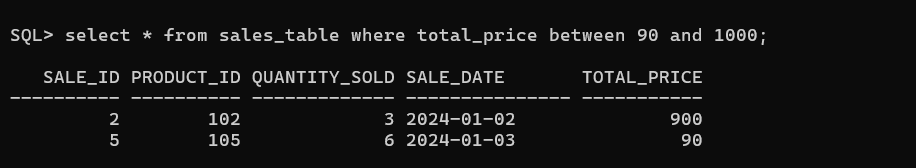 SQL> select * from sales_table where total_price between 90 and 1000;
   SALE_ID PRODUCT_ID QUANTITY_SOLD SALE_DATE       TOTAL_PRICE
---------- ---------- ------------- --------------- -----------
         2        102             3 2024-01-02              900
         5        105             6 2024-01-03               90